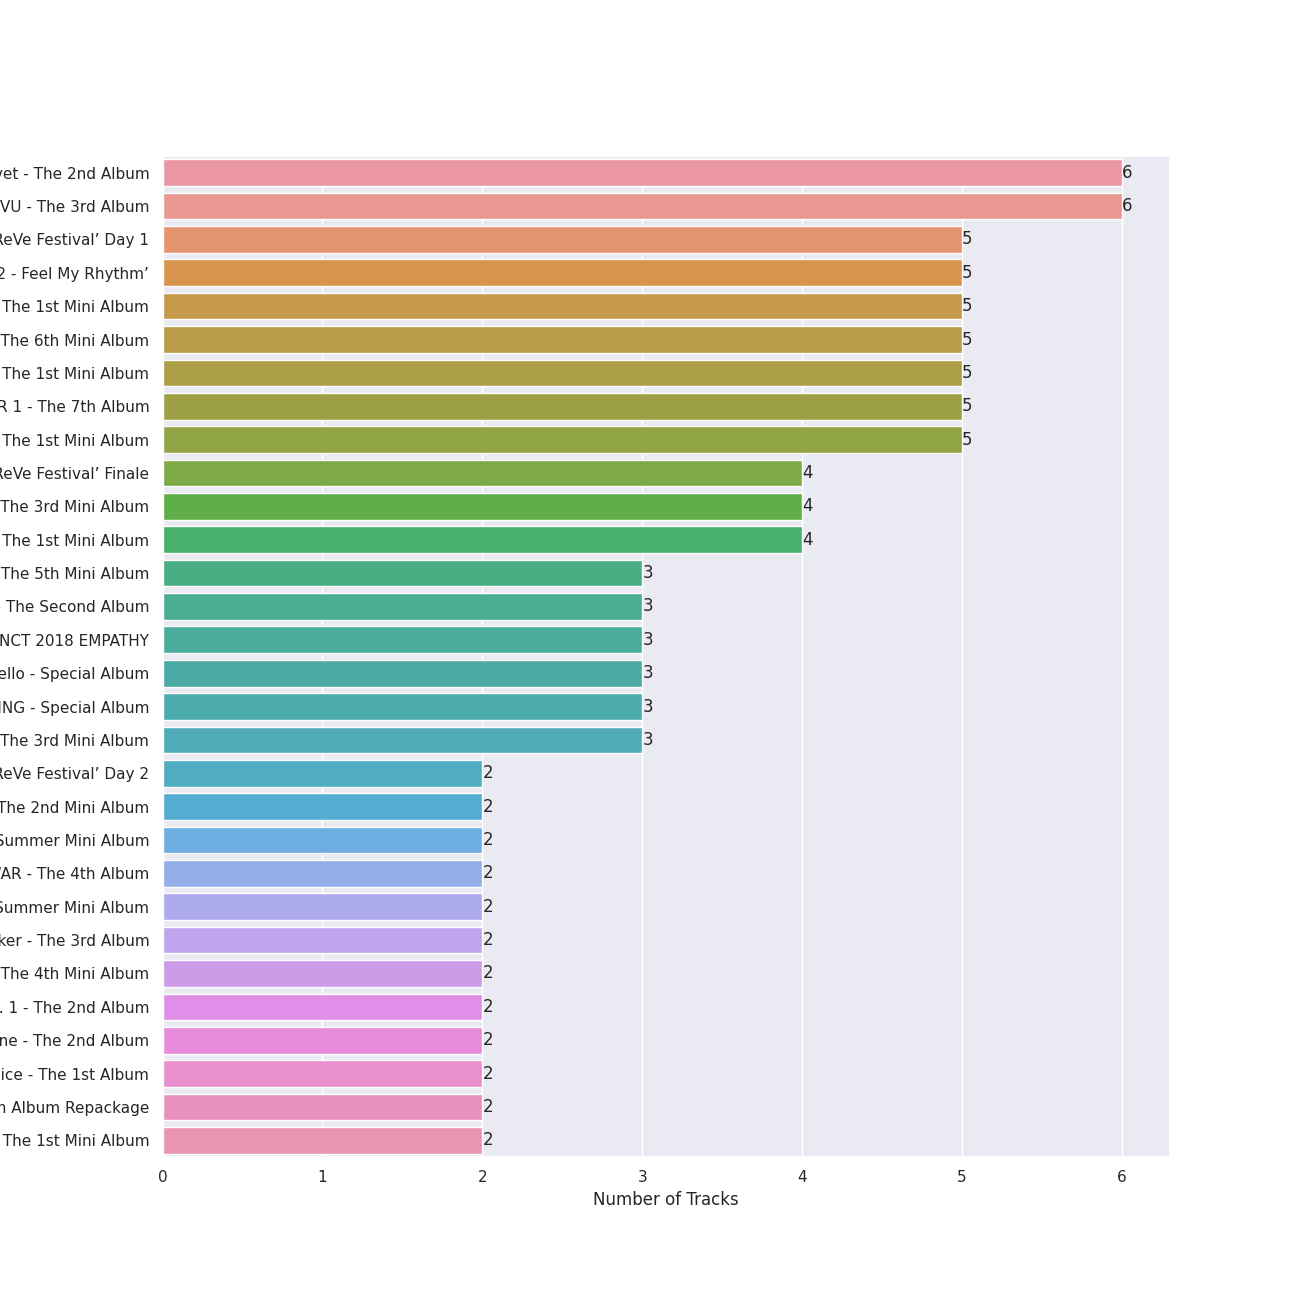 vet - The 2nd Album 6
VU - The 3rd Album 6
ReVe Festival’ Day 1 5
2 - Feel My Rhythm’ 5
The 1st Mini Album 5
The 6th Mini Album 5
The 1st Mini Album 5
R 1 - The 7th Album 5
The 1st Mini Album 5
ReVe Festival’ Finale 4
The 3rd Mini Album 4
The 1st Mini Album 4
The 5th Mini Album 3
- The Second Album 3
NCT 2018 EMPATHY 3
ello - Special Album 3
ING - Special Album 3
The 3rd Mini Album 3
ReVe Festival’ Day 2 2
The 2nd Mini Album 2
Summer Mini Album 2
AR - The 4th Album 2
Summer Mini Album 2
ker - The 3rd Album 2
The 4th Mini Album 2
. 1 - The 2nd Album 2
ne - The 2nd Album 2
ice - The 1st Album 2
h Album Repackage 2
The 1st Mini Album 2
0 1 2 3 4 5 6
Number of Tracks